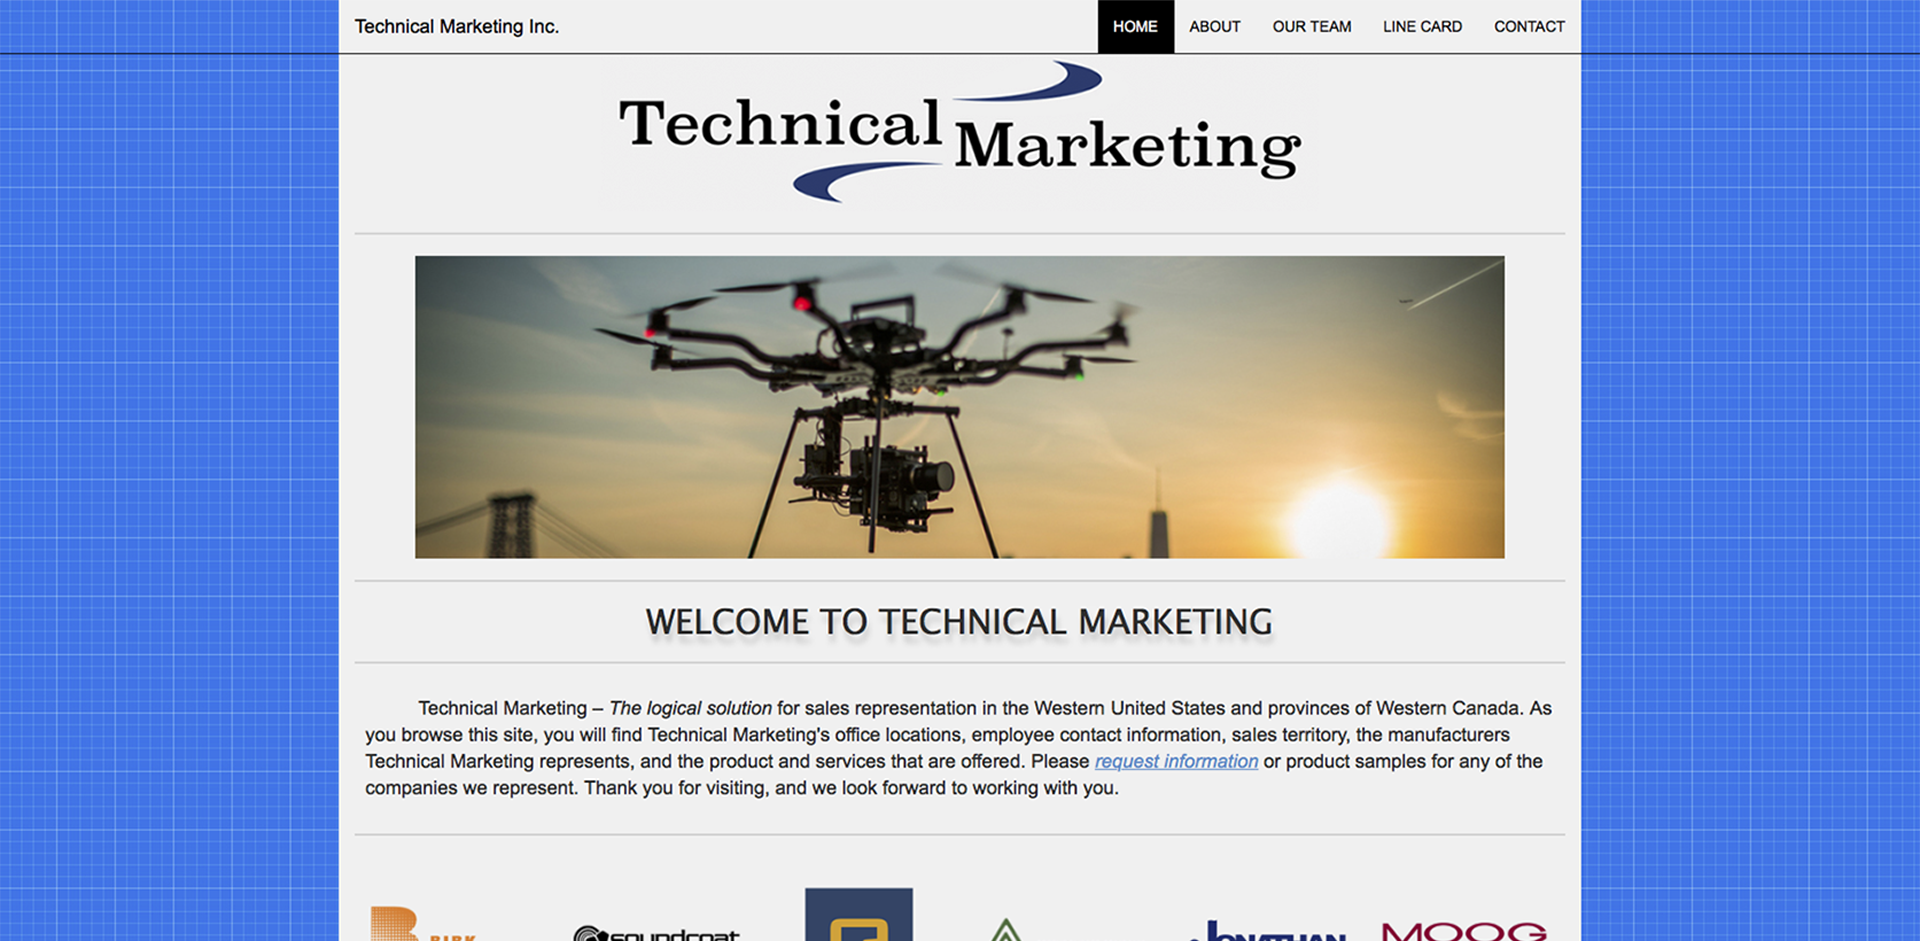 Technical Marketing Inc.
HOME ABOUT OUR TEAM LINE CARD CONTACT
Technical
Marketing
WELCOME TO TECHNICAL MARKETING
Technical Marketing – The logical solution for sales representation in the Western United States and provinces of Western Canada. As
you browse this site, you will find Technical Marketing's office locations, employee contact information, sales territory, the manufacturers
Technical Marketing represents, and the product and services that are offered. Please request information or product samples for any of the
companies we represent. Thank you for visiting, and we look forward to working with you.
BIRK soundcoat JONATHAN MOOG